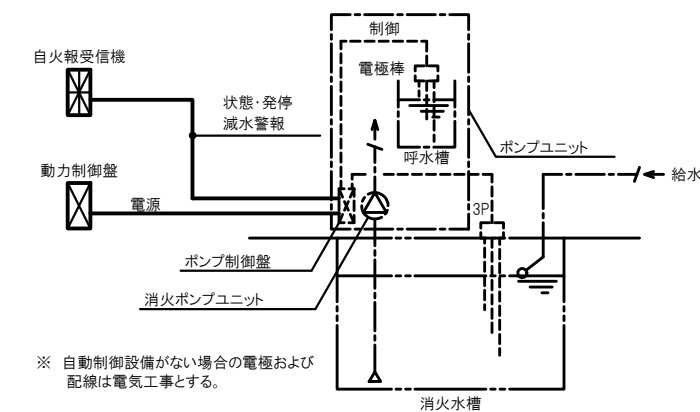 制御
自火報受信機
電極棒
状態・発停
減水警報
ポンプユニット
呼水槽
動力制御盤
給水
電源
3P
ポンプ制御盤
消火ポンプユニット
※ 自動制御設備がない場合の電極および
配線は電気工事とする。
消火水槽